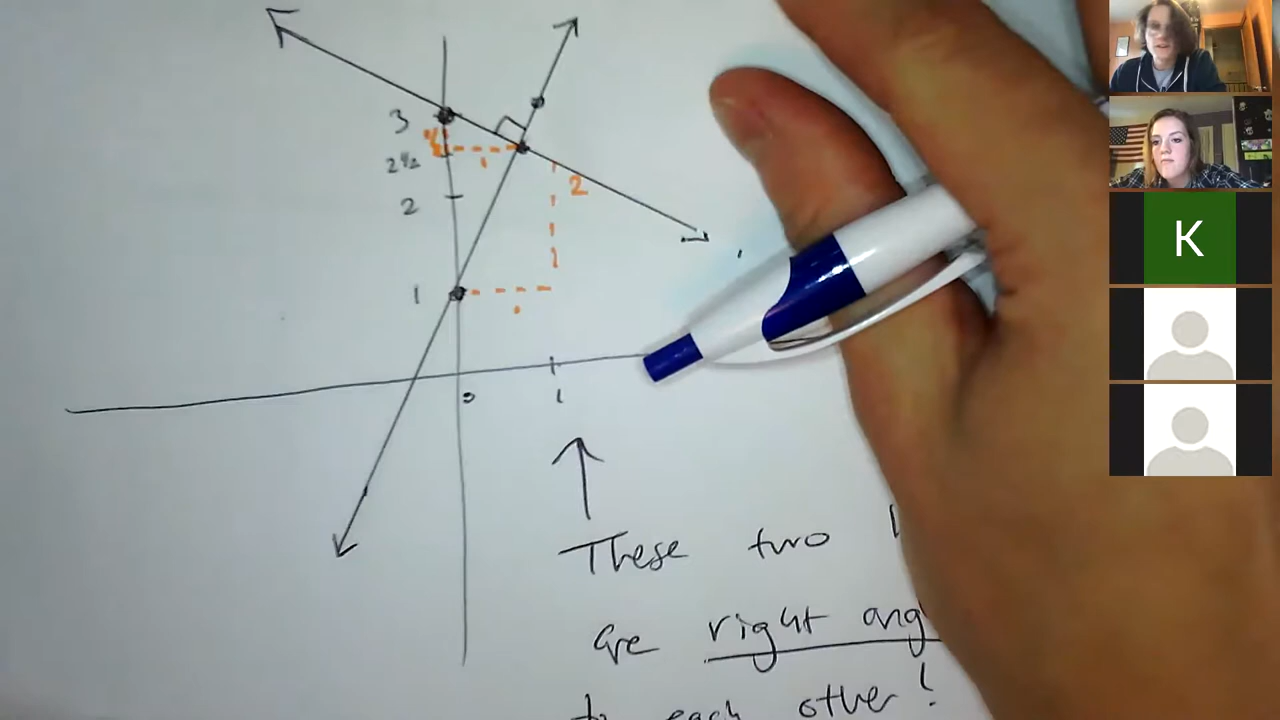 3
2½
2
2
1
0 1
These two
are right ang
to each other!
K